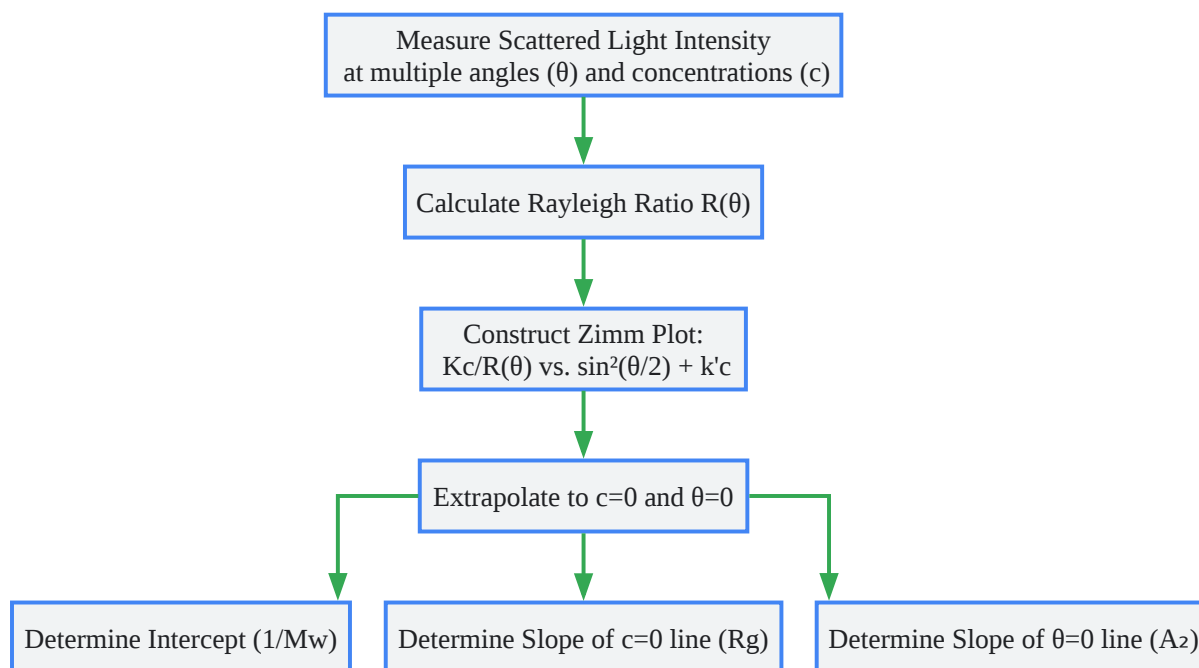 Measure Scattered Light Intensity
at multiple angles (θ) and concentrations (c)
Calculate Rayleigh Ratio R(θ)
Construct Zimm Plot:
Kc/R(θ) vs. sin²(θ/2) + k'c
Extrapolate to c=0 and θ=0
Determine Intercept (1/Mw)
Determine Slope of c=0 line (Rg)
Determine Slope of θ=0 line (A₂)